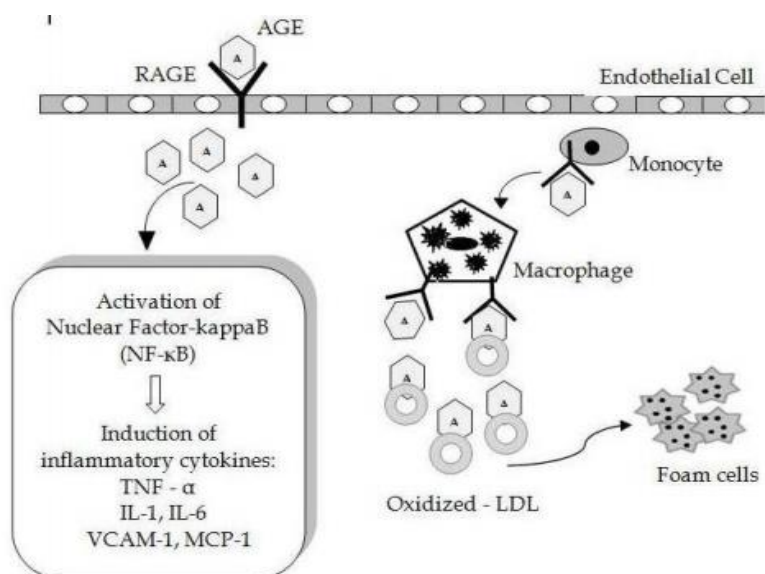 AGE
RAGE
Endothelial Cell
Monocyte
Macrophage
Activation of
Nuclear Factor-kappaB
(NF-κB)
Induction of
inflammatory cytokines:
TNF - α
IL-1, IL-6
VCAM-1, MCP-1
Oxidized - LDL
Foam cells
A
A
A
A
A
A
A
A
A
A
A